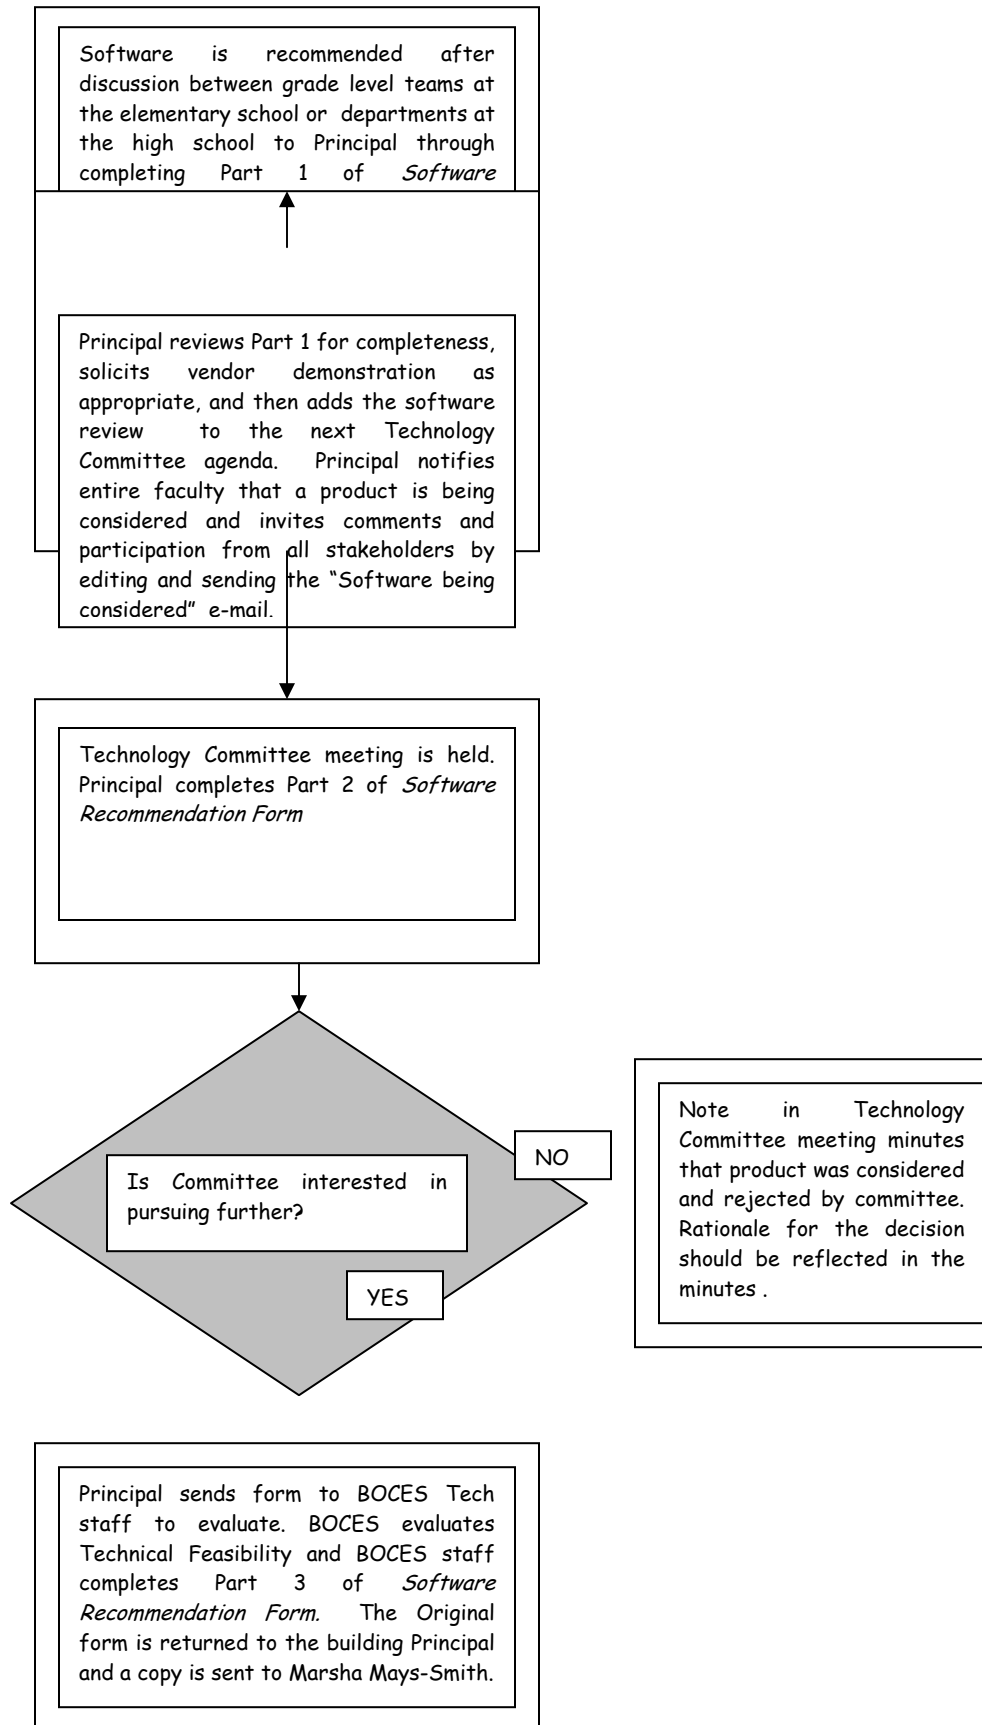 Software is recommended after
discussion between grade level teams at
the elementary school or departments at
the high school to Principal through
completing Part 1 of Software
Principal reviews Part 1 for completeness,
solicits vendor demonstration as
appropriate, and then adds the software
review to the next Technology
Committee agenda. Principal notifies
entire faculty that a product is being
considered and invites comments and
participation from all stakeholders by
editing and sending the “Software being
considered” e-mail.
Technology Committee meeting is held.
Principal completes Part 2 of Software
Recommendation Form
Is Committee interested in
pursuing further?
NO
YES
Note in Technology
Committee meeting minutes
that product was considered
and rejected by committee.
Rationale for the decision
should be reflected in the
minutes .
Principal sends form to BOCES Tech
staff to evaluate. BOCES evaluates
Technical Feasibility and BOCES staff
completes Part 3 of Software
Recommendation Form. The Original
form is returned to the building Principal
and a copy is sent to Marsha Mays-Smith.